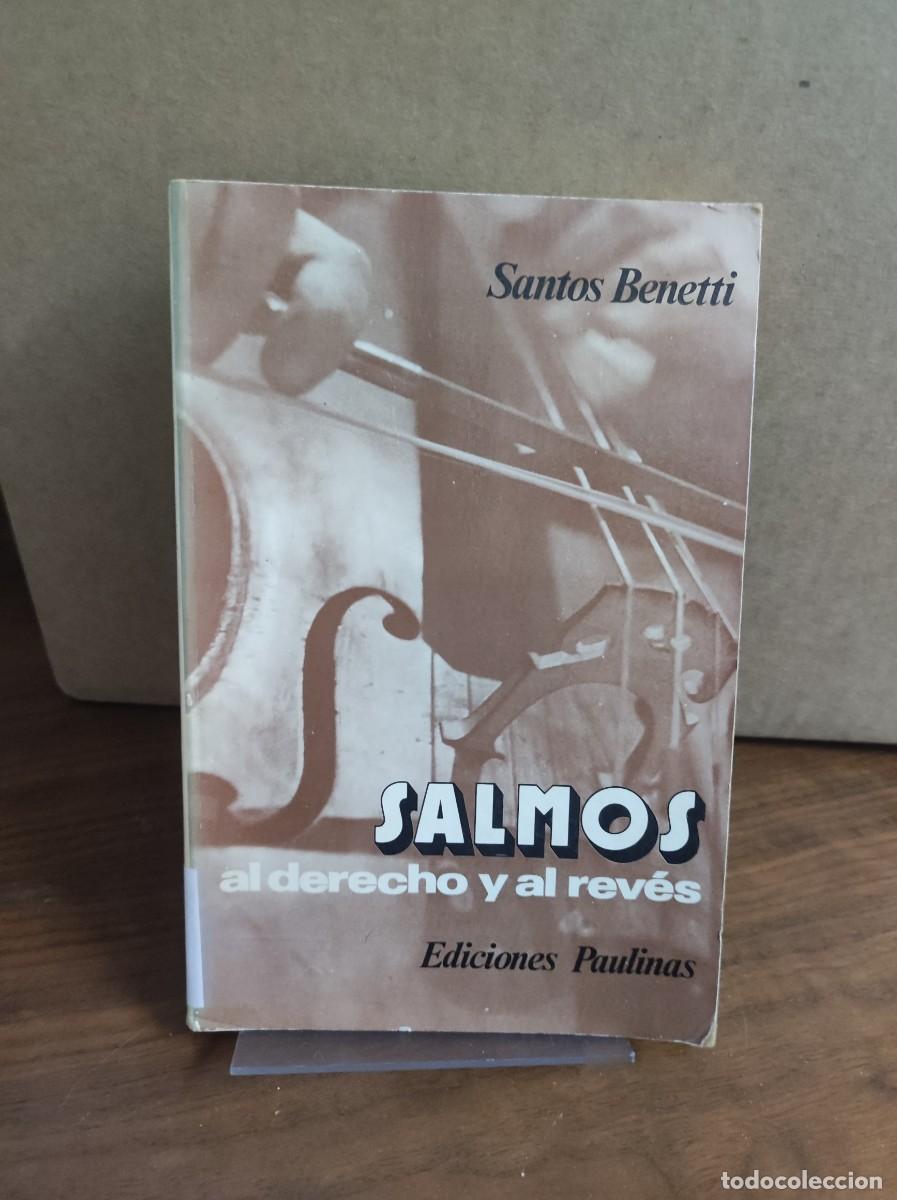 Santos Benetti
SALMOS
al derecho y al revés
Ediciones Paulinas
todocoleccion